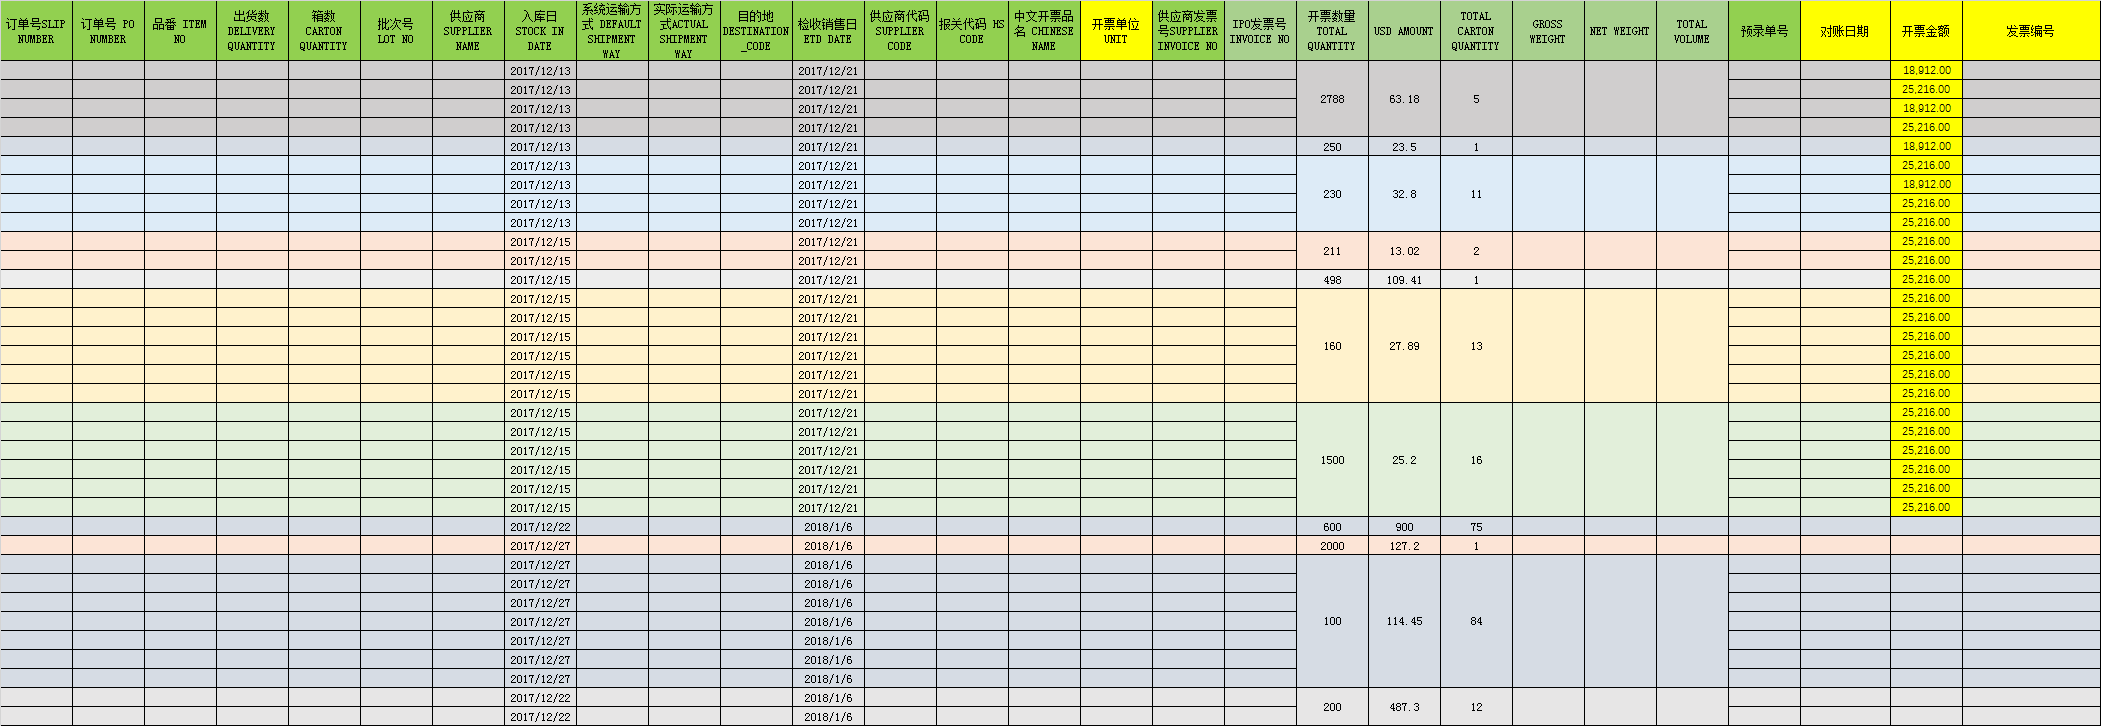 订单号SLIP NUMBER
订单号 PO NUMBER
品番 ITEM NO
出货数 DELIVERY QUANTITY
箱数 CARTON QUANTITY
批次号 LOT NO
供应商 SUPPLIER NAME
入库日 STOCK IN DATE
系统运输方式 DEFAULT SHIPMENT WAY
实际运输方式ACTUAL SHIPMENT WAY
目的地 DESTINATION_CODE
检收销售日 ETD DATE
供应商代码 SUPPLIER CODE
报关代码 HS CODE
中文开票品名 CHINESE NAME
开票单位 UNIT
供应商发票号SUPPLIER INVOICE NO
IPO发票号 INVOICE NO
开票数量 TOTAL QUANTITY
USD AMOUNT
TOTAL CARTON QUANTITY
GROSS WEIGHT
NET WEIGHT
TOTAL VOLUME
预录单号
对账日期
开票金额
发票编号
2017/12/13 2017/12/21 2788 63.18 5 18,912.00
2017/12/13 2017/12/21 25,216.00
2017/12/13 2017/12/21 18,912.00
2017/12/13 2017/12/21 25,216.00
2017/12/13 2017/12/21 250 23.5 1 18,912.00
2017/12/13 2017/12/21 230 32.8 11 25,216.00
2017/12/13 2017/12/21 18,912.00
2017/12/13 2017/12/21 25,216.00
2017/12/13 2017/12/21 25,216.00
2017/12/15 2017/12/21 211 13.02 2 25,216.00
2017/12/15 2017/12/21 25,216.00
2017/12/15 2017/12/21 498 109.41 1 25,216.00
2017/12/15 2017/12/21 160 27.89 13 25,216.00
2017/12/15 2017/12/21 25,216.00
2017/12/15 2017/12/21 25,216.00
2017/12/15 2017/12/21 25,216.00
2017/12/15 2017/12/21 25,216.00
2017/12/15 2017/12/21 25,216.00
2017/12/15 2017/12/21 1500 25.2 16 25,216.00
2017/12/15 2017/12/21 25,216.00
2017/12/15 2017/12/21 25,216.00
2017/12/15 2017/12/21 25,216.00
2017/12/15 2017/12/21 25,216.00
2017/12/15 2017/12/21 25,216.00
2017/12/22 2018/1/6 600 900 75
2017/12/27 2018/1/6 2000 127.2 1
2017/12/27 2018/1/6 100 114.45 84
2017/12/27 2018/1/6
2017/12/27 2018/1/6
2017/12/27 2018/1/6
2017/12/27 2018/1/6
2017/12/27 2018/1/6
2017/12/27 2018/1/6
2017/12/22 2018/1/6 200 487.3 12
2017/12/22 2018/1/6